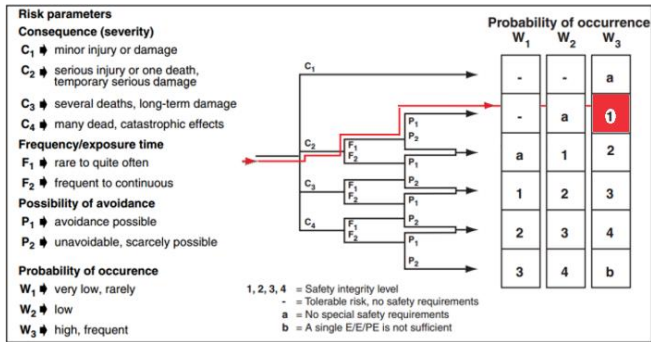 Risk parameters
Consequence (severity)
C1 ➧ minor injury or damage
C2 ➧ serious injury or one death,
temporary serious damage
C3 ➧ several deaths, long-term damage
C4 ➧ many dead, catastrophic effects
Frequency/exposure time
F1 ➧ rare to quite often
F2 ➧ frequent to continuous
Possibility of avoidance
P1 ➧ avoidance possible
P2 ➧ unavoidable, scarcely possible
Probability of occurence
W1 ➧ very low, rarely
W2 ➧ low
W3 ➧ high, frequent
C1
C2
C3
C4
F1
F2
F1
F2
F1
F2
P1
P2
P1
P2
P1
P2
1, 2, 3, 4 = Safety integrity level
- = Tolerable risk, no safety requirements
a = No special safety requirements
b = A single E/E/PE is not sufficient
Probability of occurrence
W1 W2 W3
- - a
- a 1
a 1 2
1 2 3
2 3 4
3 4 b